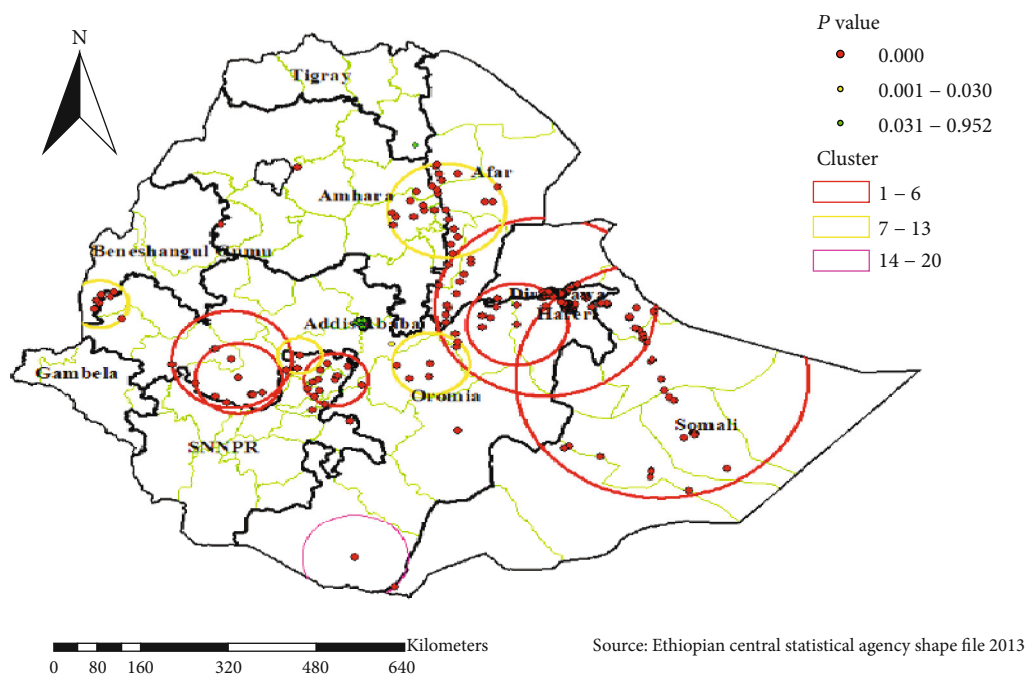 N
P value
0.000
0.001 – 0.030
0.031 – 0.952
Cluster
1 – 6
7 – 13
14 – 20
Tigray
Afar
Amhara
Beneshangul Gumu
Dire Dawa
Hareri
Addis Ababa
Gambela
Oromia
Somali
SNNPR
Kilometers
0 80 160 320 480 640
Source: Ethiopian central statistical agency shape file 2013